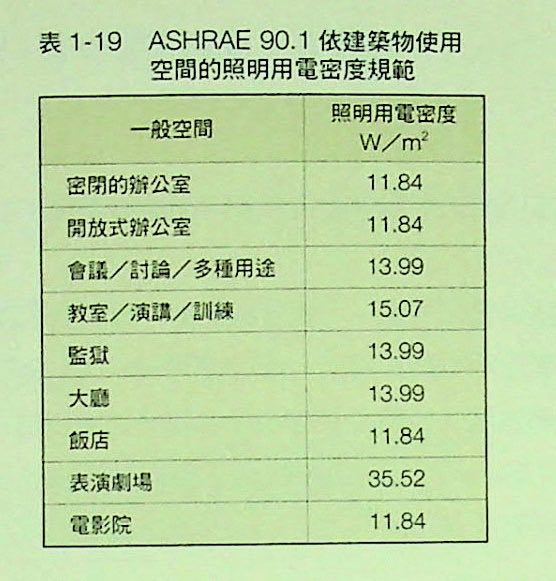 表 1-19 ASHRAE 90.1 依建築物使用
空間的照明用電密度規範
一般空間 照明用電密度
W／m²
密閉的辦公室 11.84
開放式辦公室 11.84
會議／討論／多種用途 13.99
教室／演講／訓練 15.07
監獄 13.99
大廳 13.99
飯店 11.84
表演劇場 35.52
電影院 11.84